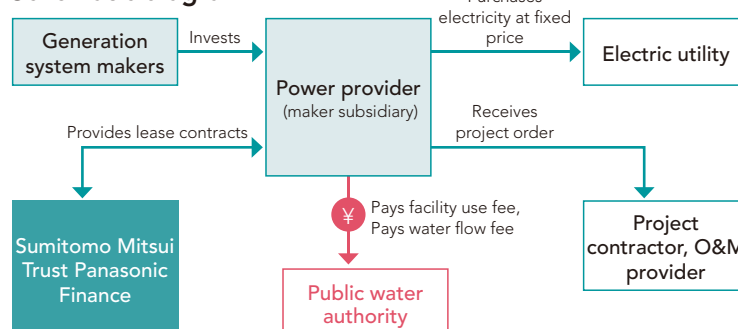 Purchases
electricity at fixed
price
Generation
system makers
Invests
Power provider
(maker subsidiary)
Electric utility
Provides lease contracts
Receives
project order
¥
Pays facility use fee,
Pays water flow fee
Sumitomo Mitsui
Trust Panasonic
Finance
Project
contractor, O&M
provider
Public water
authority